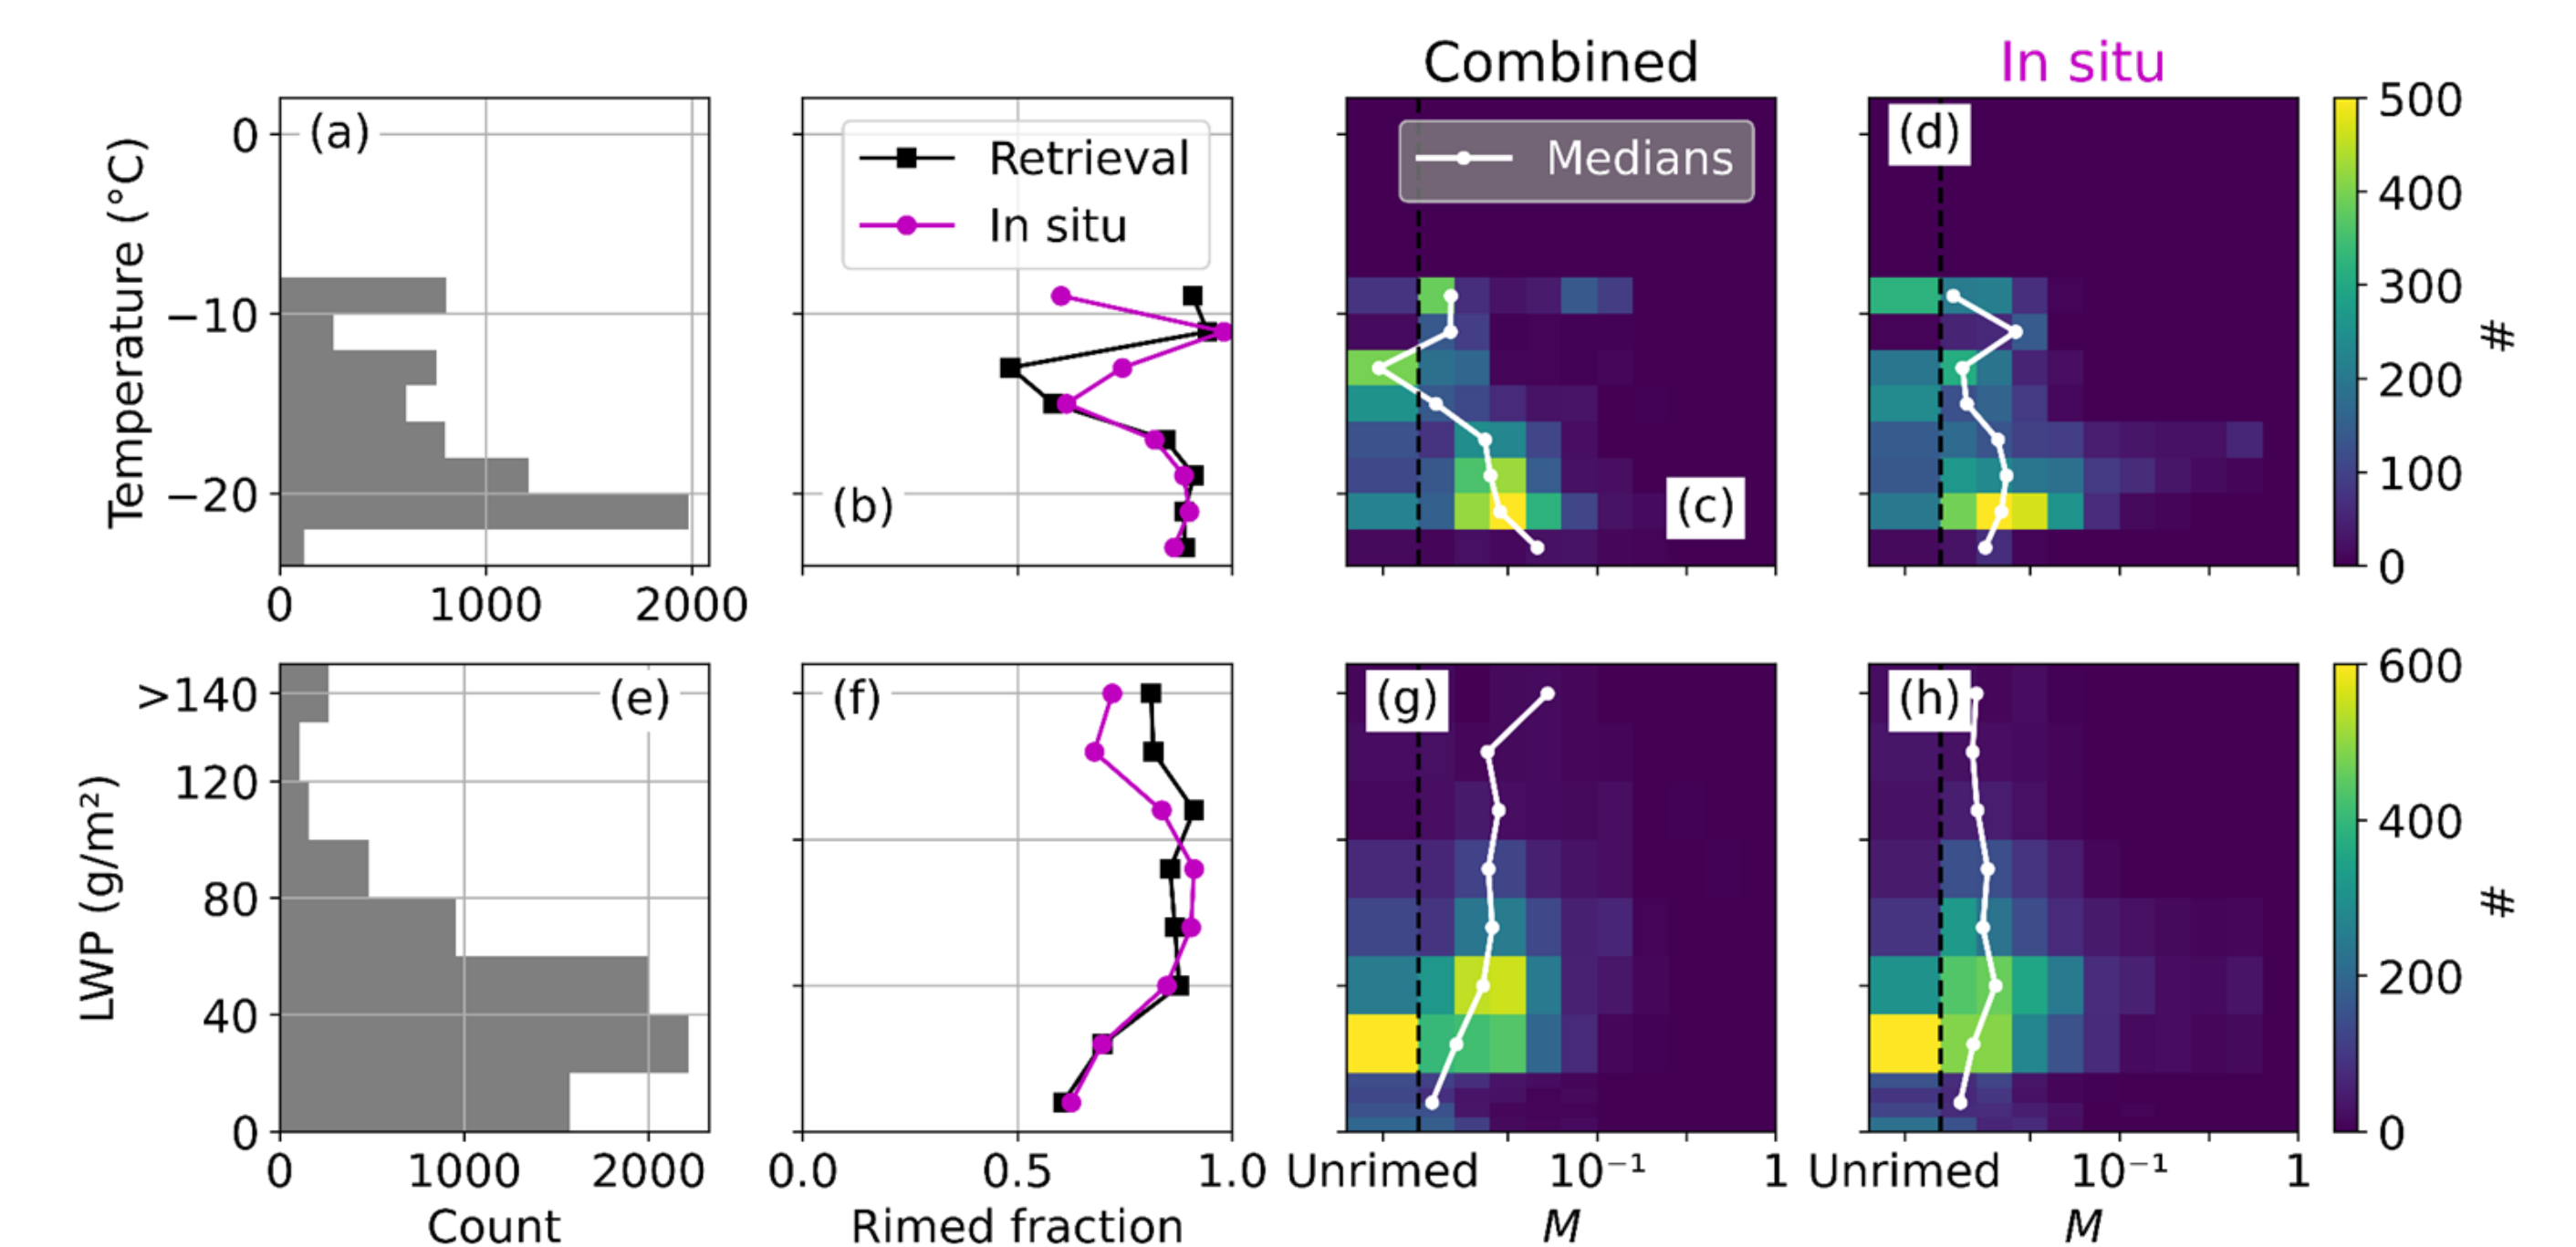 Combined
In situ
(a)
Retrieval
In situ
(b)
Medians
(c)
(d)
Temperature (°C)
0
−10
−20
0
1000
2000
500
400
300
200
100
0
#
(e)
(f)
(g)
(h)
LWP (g/m²)
>140
120
80
40
0
0
1000
2000
Count
0.0
0.5
1.0
Rimed fraction
Unrimed
10⁻¹
1
M
Unrimed
10⁻¹
1
M
600
400
200
0
#